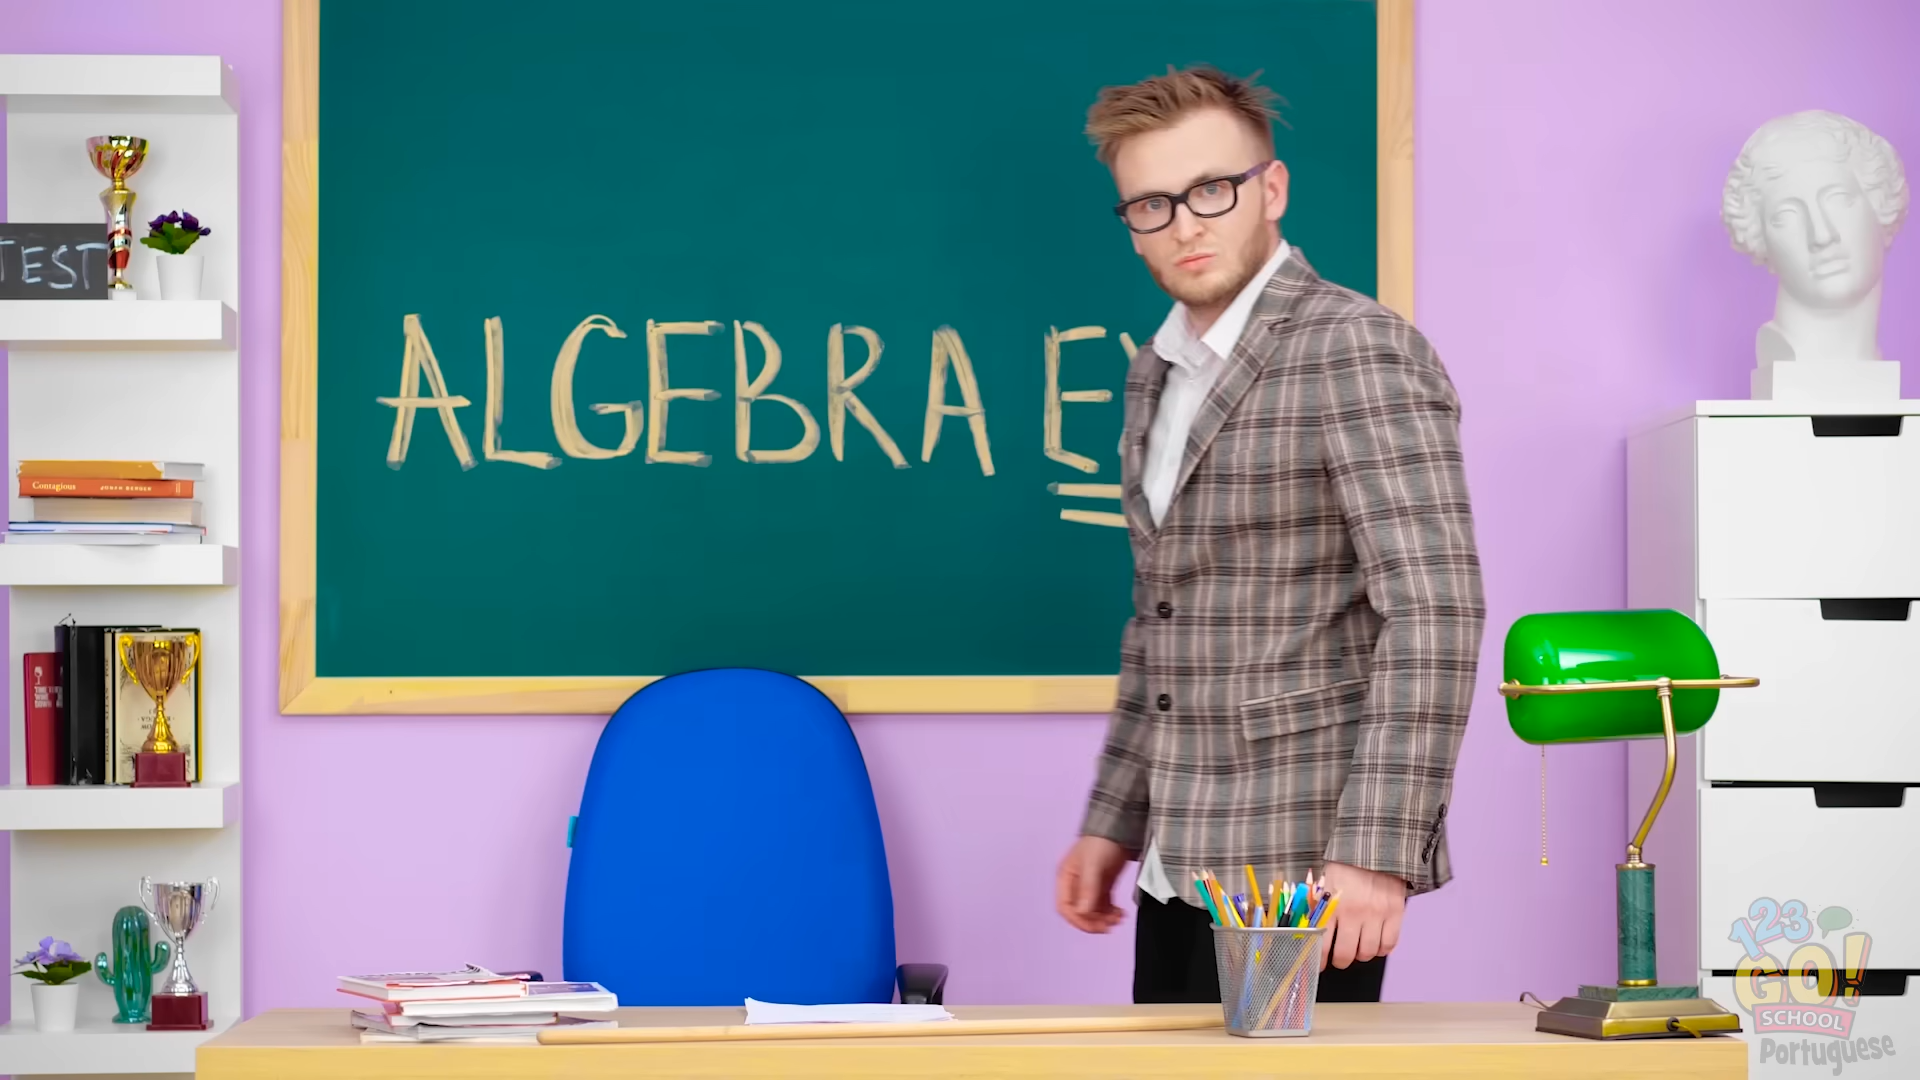 TEST
ALGEBRA E
Contagious
123
GO!
SCHOOL
Portuguese